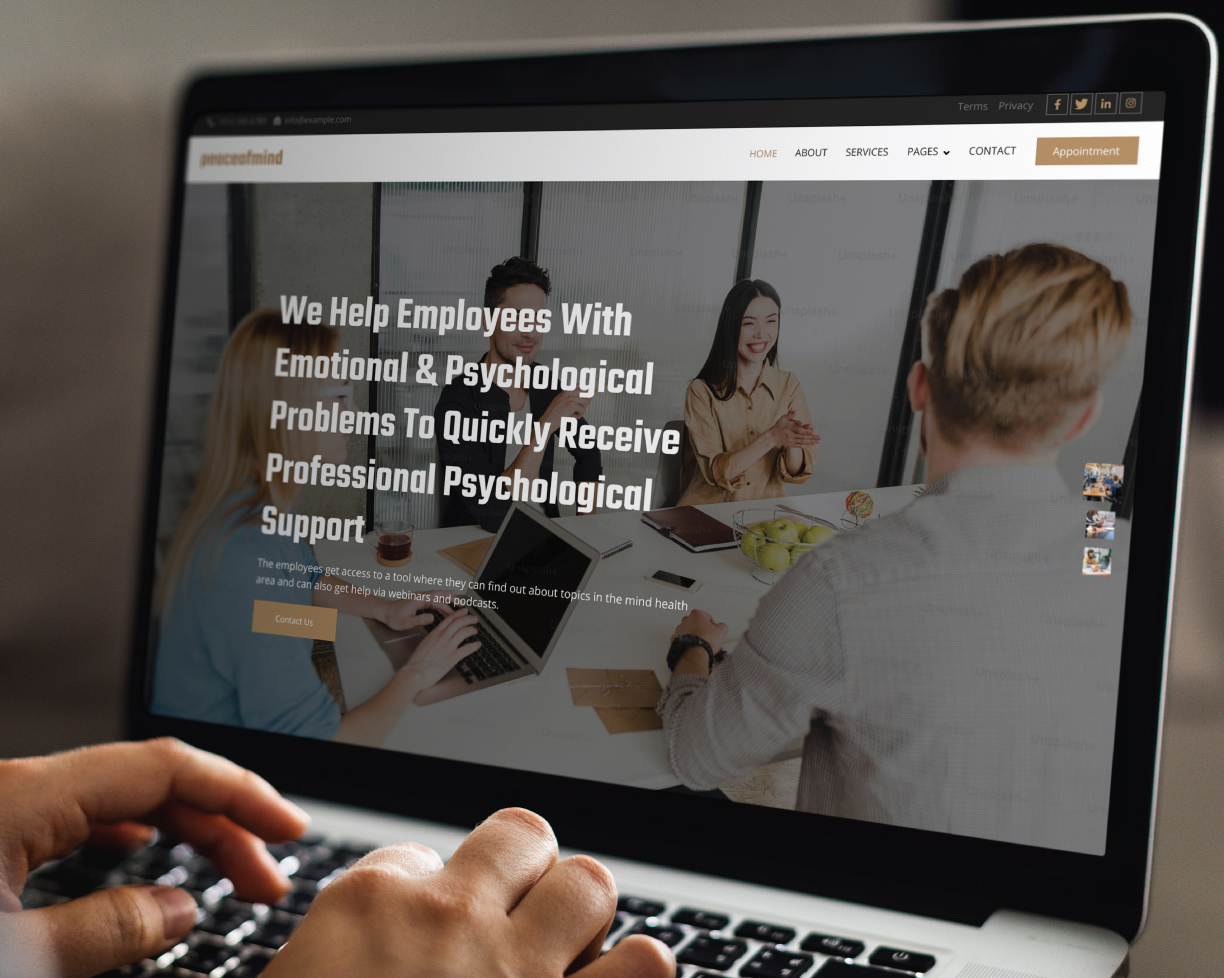 info@example.com
Terms Privacy
peaceofmind
HOME ABOUT SERVICES PAGES CONTACT Appointment
We Help Employees With
Emotional & Psychological
Problems To Quickly Receive
Professional Psychological
Support
The employees get access to a tool where they can find out about topics in the mind health
area and can also get help via webinars and podcasts.
Contact Us
Unsplash+